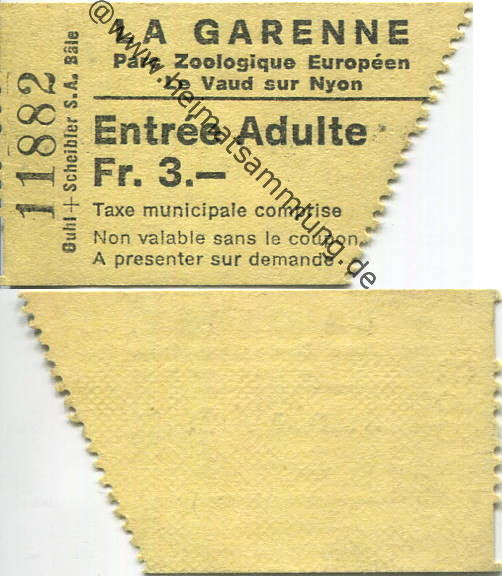 LA GARENNE
Parc Zoologique Européen
Le Vaud sur Nyon
Entrée Adulte
Fr. 3.—
Taxe municipale comprise
Non valable sans le coupon
A presenter sur demande
11882
Guhl + Scheibler S.A. Bâle
@www.heimatsammlung.de